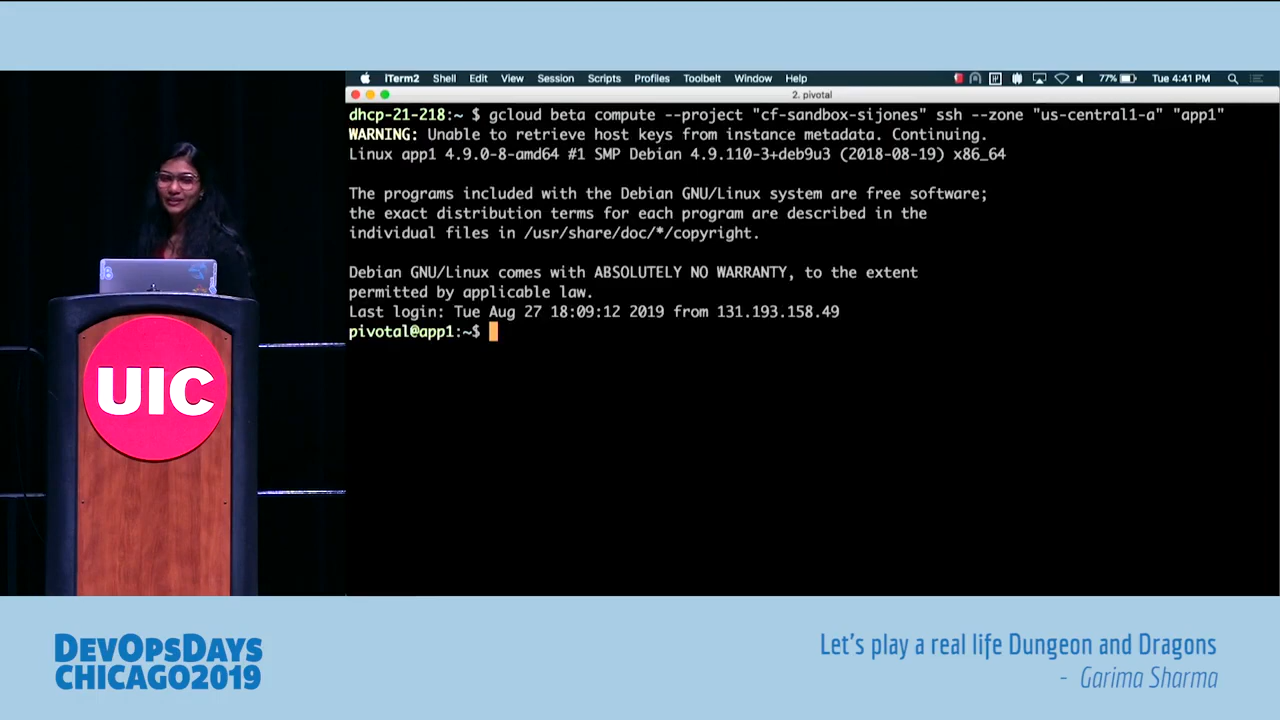 iTerm2 Shell Edit View Session Scripts Profiles Toolbelt Window Help 77% Tue 4:41 PM
2. pivotal
dhcp-21-218:~ $ gcloud beta compute --project "cf-sandbox-sijones" ssh --zone "us-central1-a" "app1"
WARNING: Unable to retrieve host keys from instance metadata. Continuing.
Linux app1 4.9.0-8-amd64 #1 SMP Debian 4.9.110-3+deb9u3 (2018-08-19) x86_64
The programs included with the Debian GNU/Linux system are free software;
the exact distribution terms for each program are described in the
individual files in /usr/share/doc/*/copyright.
Debian GNU/Linux comes with ABSOLUTELY NO WARRANTY, to the extent
permitted by applicable law.
Last login: Tue Aug 27 18:09:12 2019 from 131.193.158.49
pivotal@app1:~$
UIC
DEVOPSDAYS
CHICAGO2019
Let's play a real life Dungeon and Dragons
- Garima Sharma